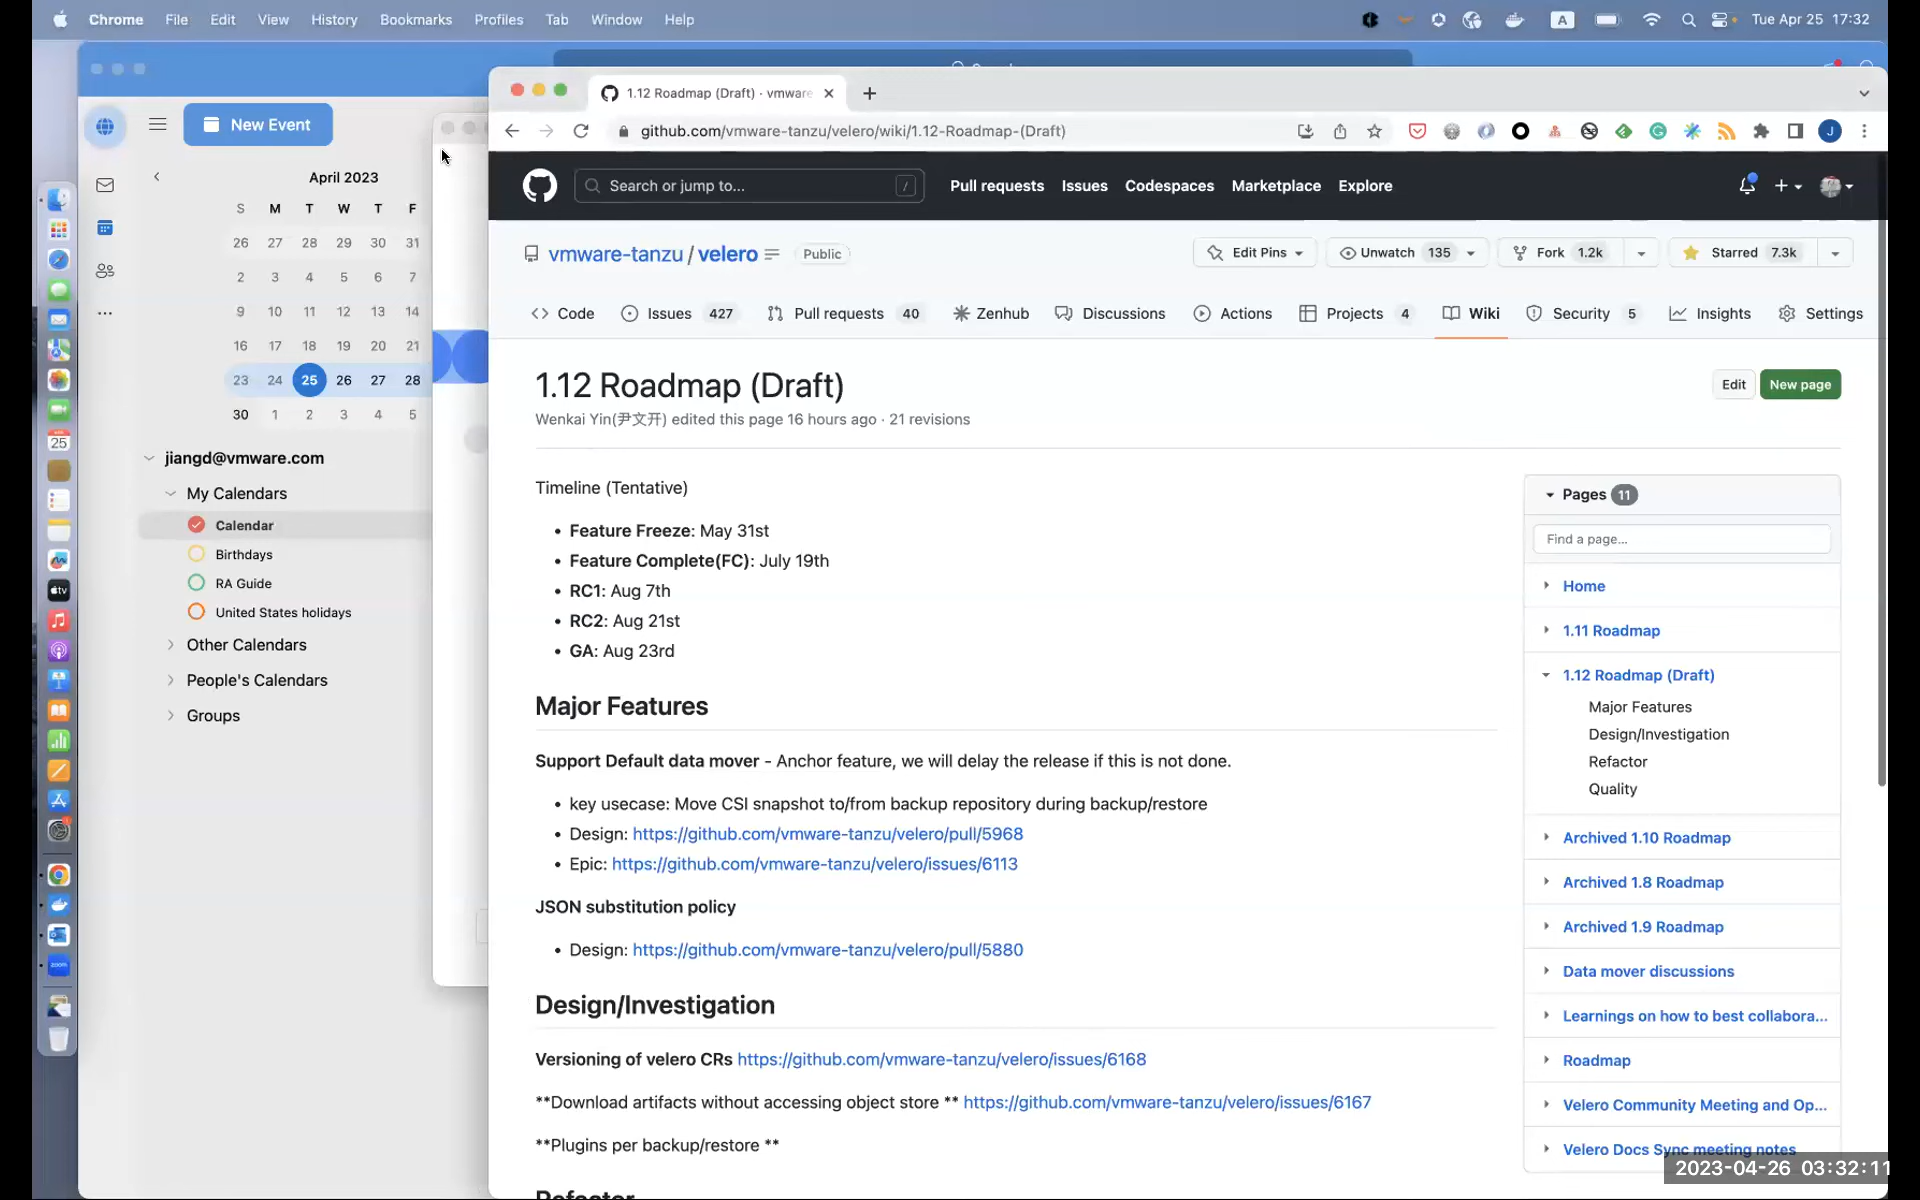 Chrome File Edit View History Bookmarks Profiles Tab Window Help
A Tue Apr 25 17:32
New Event
April 2023
S M T W T F
26 27 28 29 30 31
2 3 4 5 6 7
9 10 11 12 13 14
16 17 18 19 20 21
23 24 25 26 27 28
30 1 2 3 4 5
jiangd@vmware.com
My Calendars
Calendar
Birthdays
RA Guide
United States holidays
Other Calendars
People's Calendars
Groups
25
tv
zoom
1.12 Roadmap (Draft) · vmware
github.com/vmware-tanzu/velero/wiki/1.12-Roadmap-(Draft)
J
Search or jump to... /
Pull requests Issues Codespaces Marketplace Explore
vmware-tanzu / velero Public
Edit Pins Unwatch 135 Fork 1.2k Starred 7.3k
Code Issues 427 Pull requests 40 Zenhub Discussions Actions Projects 4 Wiki Security 5 Insights Settings
1.12 Roadmap (Draft)
Edit New page
Wenkai Yin(尹文开) edited this page 16 hours ago · 21 revisions
Timeline (Tentative)
• Feature Freeze: May 31st
• Feature Complete(FC): July 19th
• RC1: Aug 7th
• RC2: Aug 21st
• GA: Aug 23rd
Major Features
Support Default data mover - Anchor feature, we will delay the release if this is not done.
• key usecase: Move CSI snapshot to/from backup repository during backup/restore
• Design: https://github.com/vmware-tanzu/velero/pull/5968
• Epic: https://github.com/vmware-tanzu/velero/issues/6113
JSON substitution policy
• Design: https://github.com/vmware-tanzu/velero/pull/5880
Design/Investigation
Versioning of velero CRs https://github.com/vmware-tanzu/velero/issues/6168
**Download artifacts without accessing object store ** https://github.com/vmware-tanzu/velero/issues/6167
**Plugins per backup/restore **
Refactor
Pages 11
Find a page...
Home
1.11 Roadmap
1.12 Roadmap (Draft)
Major Features
Design/Investigation
Refactor
Quality
Archived 1.10 Roadmap
Archived 1.8 Roadmap
Archived 1.9 Roadmap
Data mover discussions
Learnings on how to best collabora...
Roadmap
Velero Community Meeting and Op...
Velero Docs Sync meeting notes
2023-04-26 03:32:11